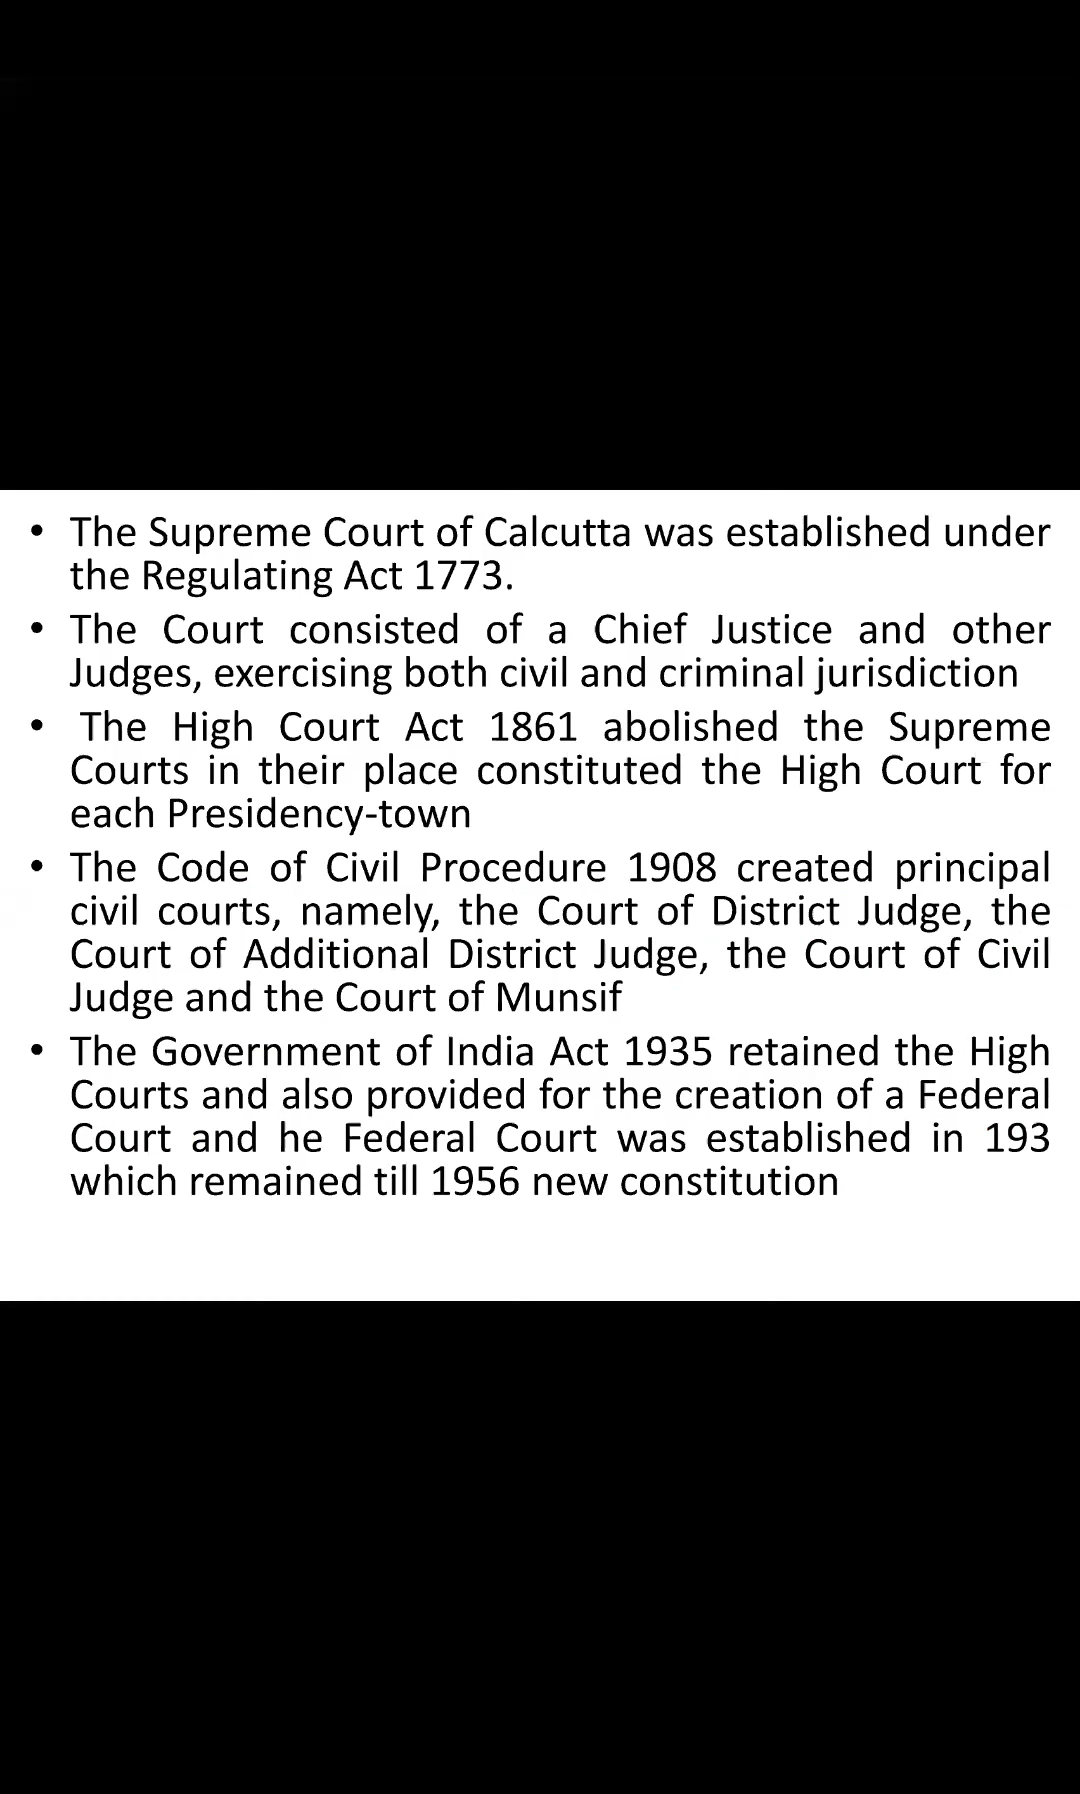 • The Supreme Court of Calcutta was established under
the Regulating Act 1773.
• The Court consisted of a Chief Justice and other
Judges, exercising both civil and criminal jurisdiction
• The High Court Act 1861 abolished the Supreme
Courts in their place constituted the High Court for
each Presidency-town
• The Code of Civil Procedure 1908 created principal
civil courts, namely, the Court of District Judge, the
Court of Additional District Judge, the Court of Civil
Judge and the Court of Munsif
• The Government of India Act 1935 retained the High
Courts and also provided for the creation of a Federal
Court and he Federal Court was established in 193
which remained till 1956 new constitution